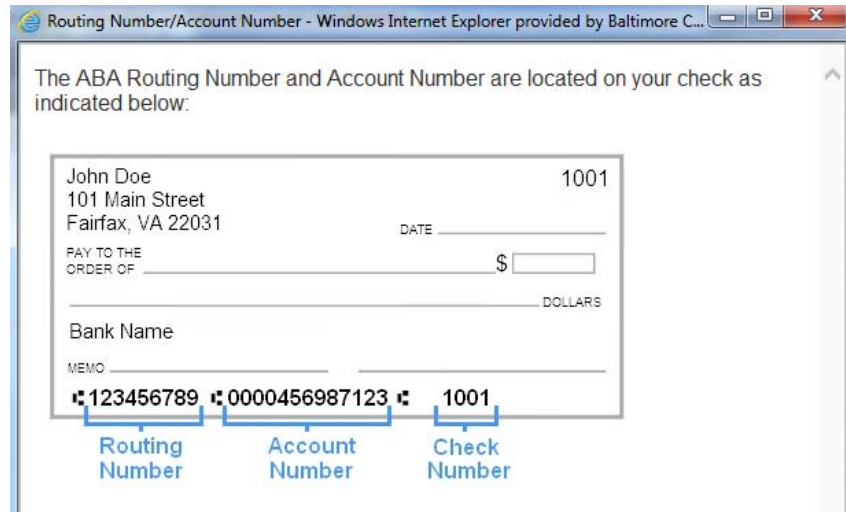 Routing Number/Account Number - Windows Internet Explorer provided by Baltimore C...
The ABA Routing Number and Account Number are located on your check as
indicated below:
John Doe 1001
101 Main Street
Fairfax, VA 22031 DATE
PAY TO THE
ORDER OF $
DOLLARS
Bank Name
MEMO
⑆123456789 ⑆0000456987123 ⑆ 1001
Routing Account Check
Number Number Number